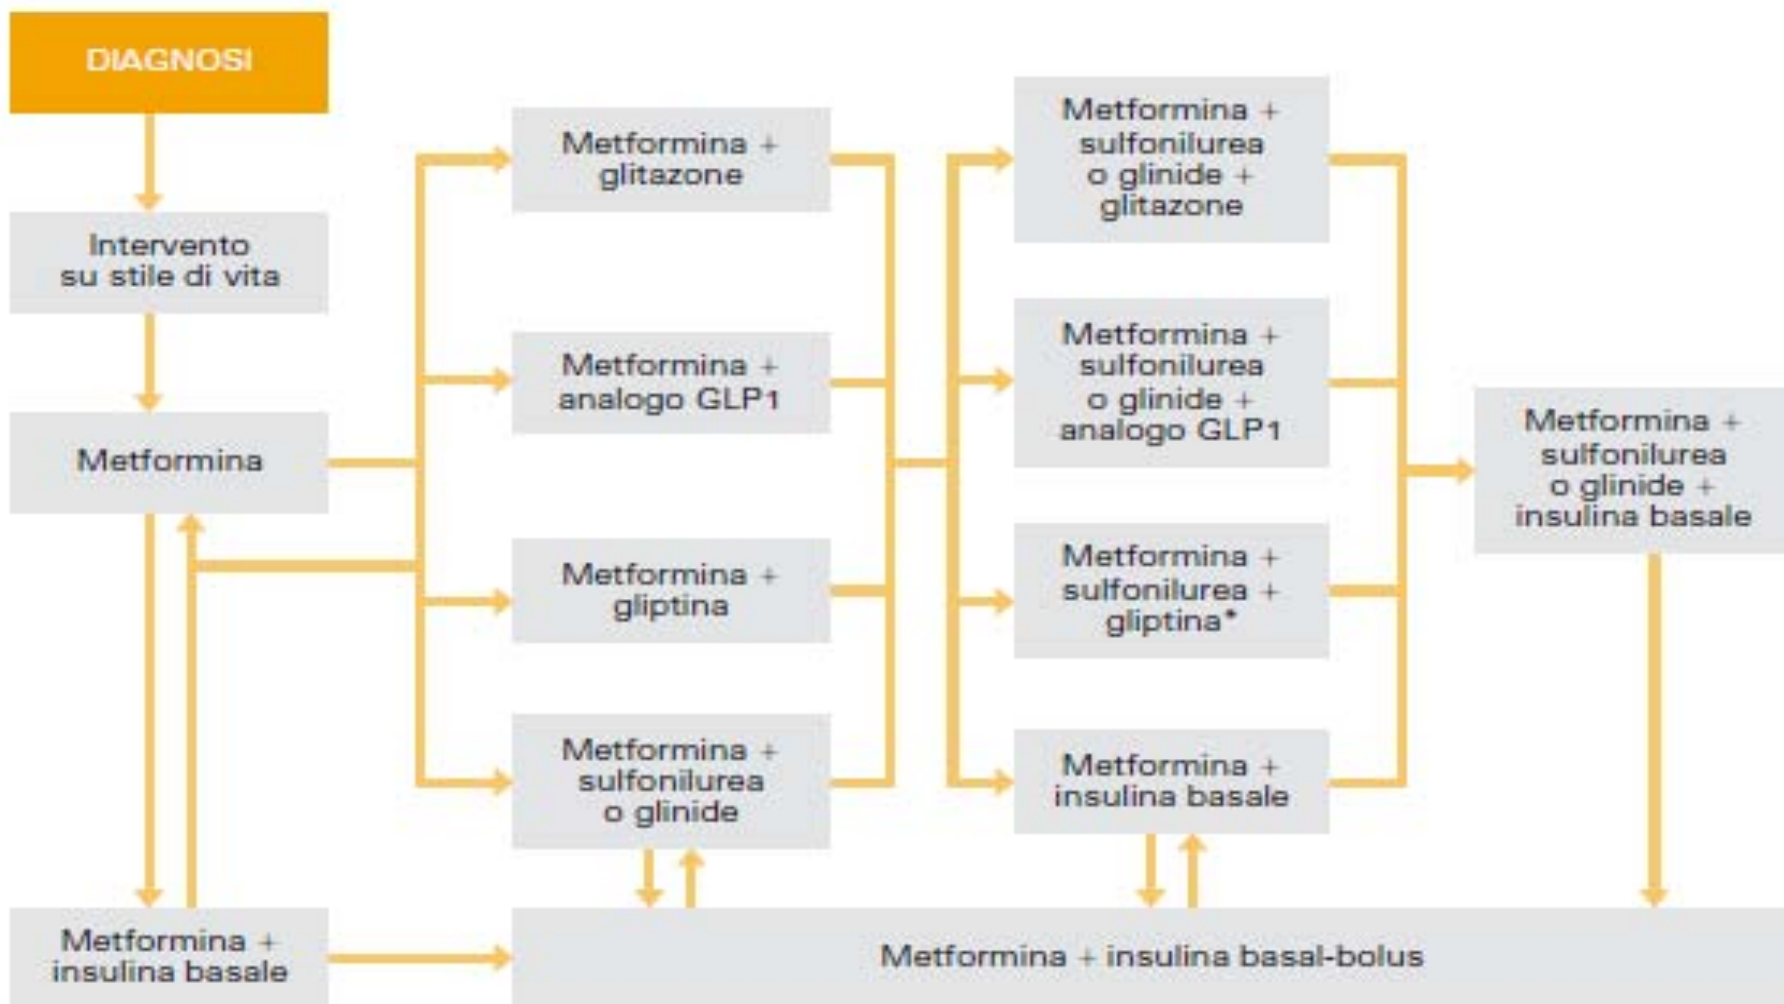 DIAGNOSI
Intervento
su stile di vita
Metformina
Metformina +
insulina basale
Metformina +
glitazone
Metformina +
analogo GLP1
Metformina +
gliptina
Metformina +
sulfonilurea
o glinide
Metformina +
sulfonilurea
o glinide +
glitazone
Metformina +
sulfonilurea
o glinide +
analogo GLP1
Metformina +
sulfonilurea +
gliptina*
Metformina +
insulina basale
Metformina +
sulfonilurea
o glinide +
insulina basale
Metformina + insulina basal-bolus